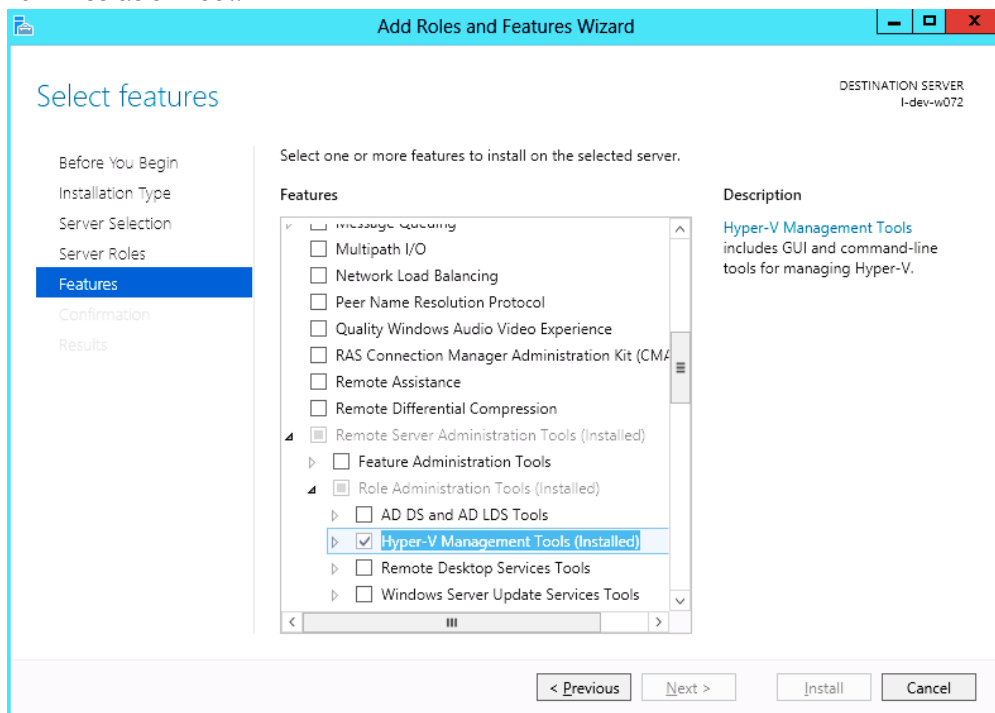 Add Roles and Features Wizard
Select features
DESTINATION SERVER
l-dev-w072
Before You Begin
Installation Type
Server Selection
Server Roles
Features
Confirmation
Results
Select one or more features to install on the selected server.
Features
Message Queuing
Multipath I/O
Network Load Balancing
Peer Name Resolution Protocol
Quality Windows Audio Video Experience
RAS Connection Manager Administration Kit (CMA
Remote Assistance
Remote Differential Compression
Remote Server Administration Tools (Installed)
Feature Administration Tools
Role Administration Tools (Installed)
AD DS and AD LDS Tools
Hyper-V Management Tools (Installed)
Remote Desktop Services Tools
Windows Server Update Services Tools
Description
Hyper-V Management Tools
includes GUI and command-line
tools for managing Hyper-V.
< Previous
Next >
Install
Cancel